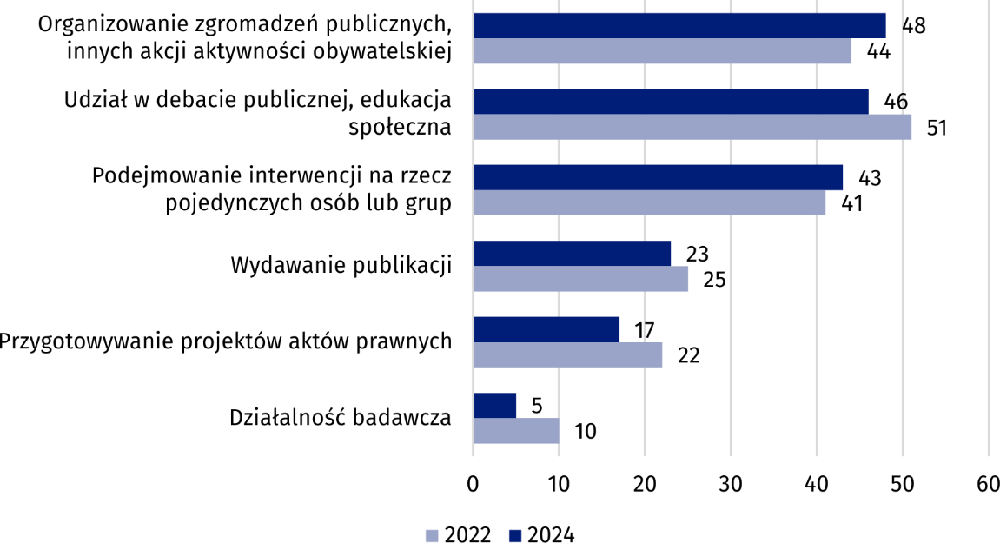 Organizowanie zgromadzeń publicznych,
innych akcji aktywności obywatelskiej
48
44
Udział w debacie publicznej, edukacja
społeczna
46
51
Podejmowanie interwencji na rzecz
pojedynczych osób lub grup
43
41
Wydawanie publikacji
23
25
Przygotowywanie projektów aktów prawnych
17
22
Działalność badawcza
5
10
0 10 20 30 40 50 60
2022 2024